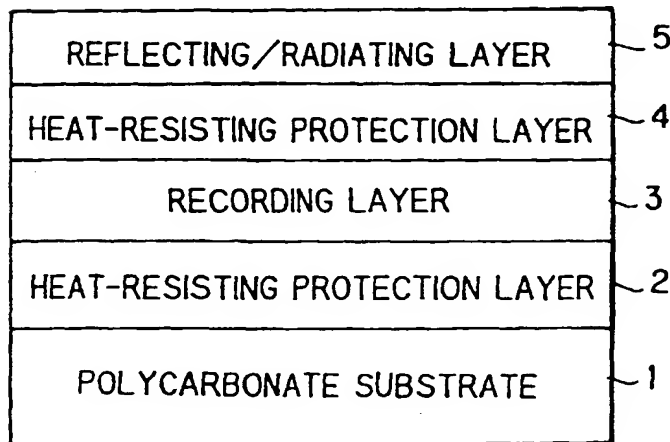 REFLECTING/RADIATING LAYER 5
HEAT-RESISTING PROTECTION LAYER 4
RECORDING LAYER 3
HEAT-RESISTING PROTECTION LAYER 2
POLYCARBONATE SUBSTRATE 1